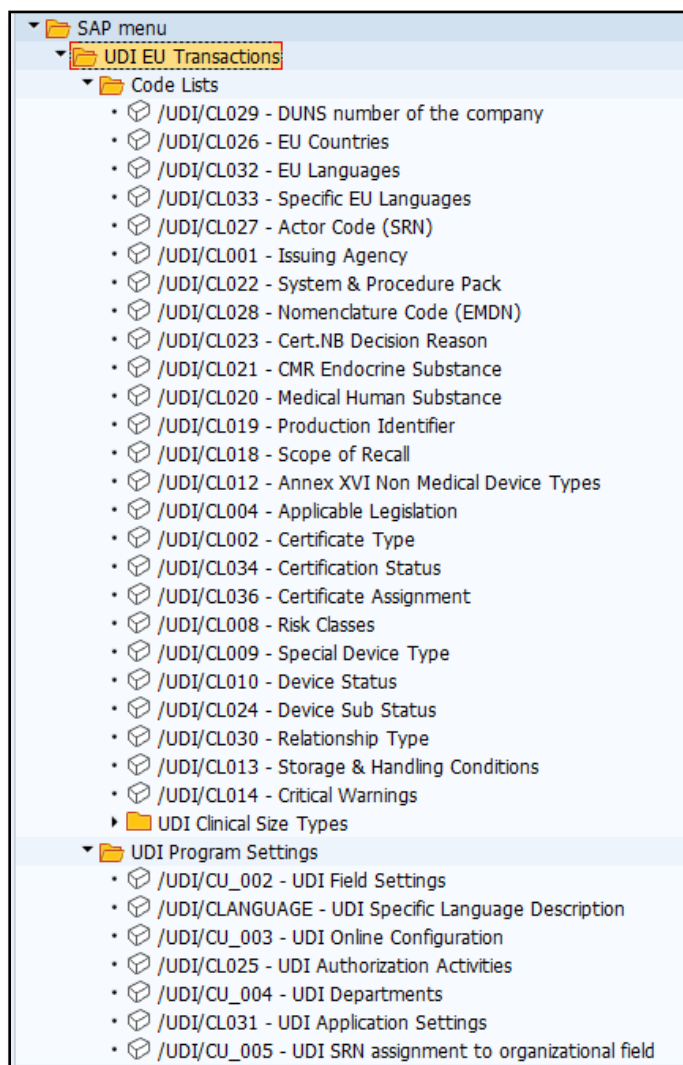 SAP menu
UDI EU Transactions
Code Lists
/UDI/CL029 - DUNS number of the company
/UDI/CL026 - EU Countries
/UDI/CL032 - EU Languages
/UDI/CL033 - Specific EU Languages
/UDI/CL027 - Actor Code (SRN)
/UDI/CL001 - Issuing Agency
/UDI/CL022 - System & Procedure Pack
/UDI/CL028 - Nomenclature Code (EMDN)
/UDI/CL023 - Cert.NB Decision Reason
/UDI/CL021 - CMR Endocrine Substance
/UDI/CL020 - Medical Human Substance
/UDI/CL019 - Production Identifier
/UDI/CL018 - Scope of Recall
/UDI/CL012 - Annex XVI Non Medical Device Types
/UDI/CL004 - Applicable Legislation
/UDI/CL002 - Certificate Type
/UDI/CL034 - Certification Status
/UDI/CL036 - Certificate Assignment
/UDI/CL008 - Risk Classes
/UDI/CL009 - Special Device Type
/UDI/CL010 - Device Status
/UDI/CL024 - Device Sub Status
/UDI/CL030 - Relationship Type
/UDI/CL013 - Storage & Handling Conditions
/UDI/CL014 - Critical Warnings
UDI Clinical Size Types
UDI Program Settings
/UDI/CU_002 - UDI Field Settings
/UDI/CLANGUAGE - UDI Specific Language Description
/UDI/CU_003 - UDI Online Configuration
/UDI/CL025 - UDI Authorization Activities
/UDI/CU_004 - UDI Departments
/UDI/CL031 - UDI Application Settings
/UDI/CU_005 - UDI SRN assignment to organizational field